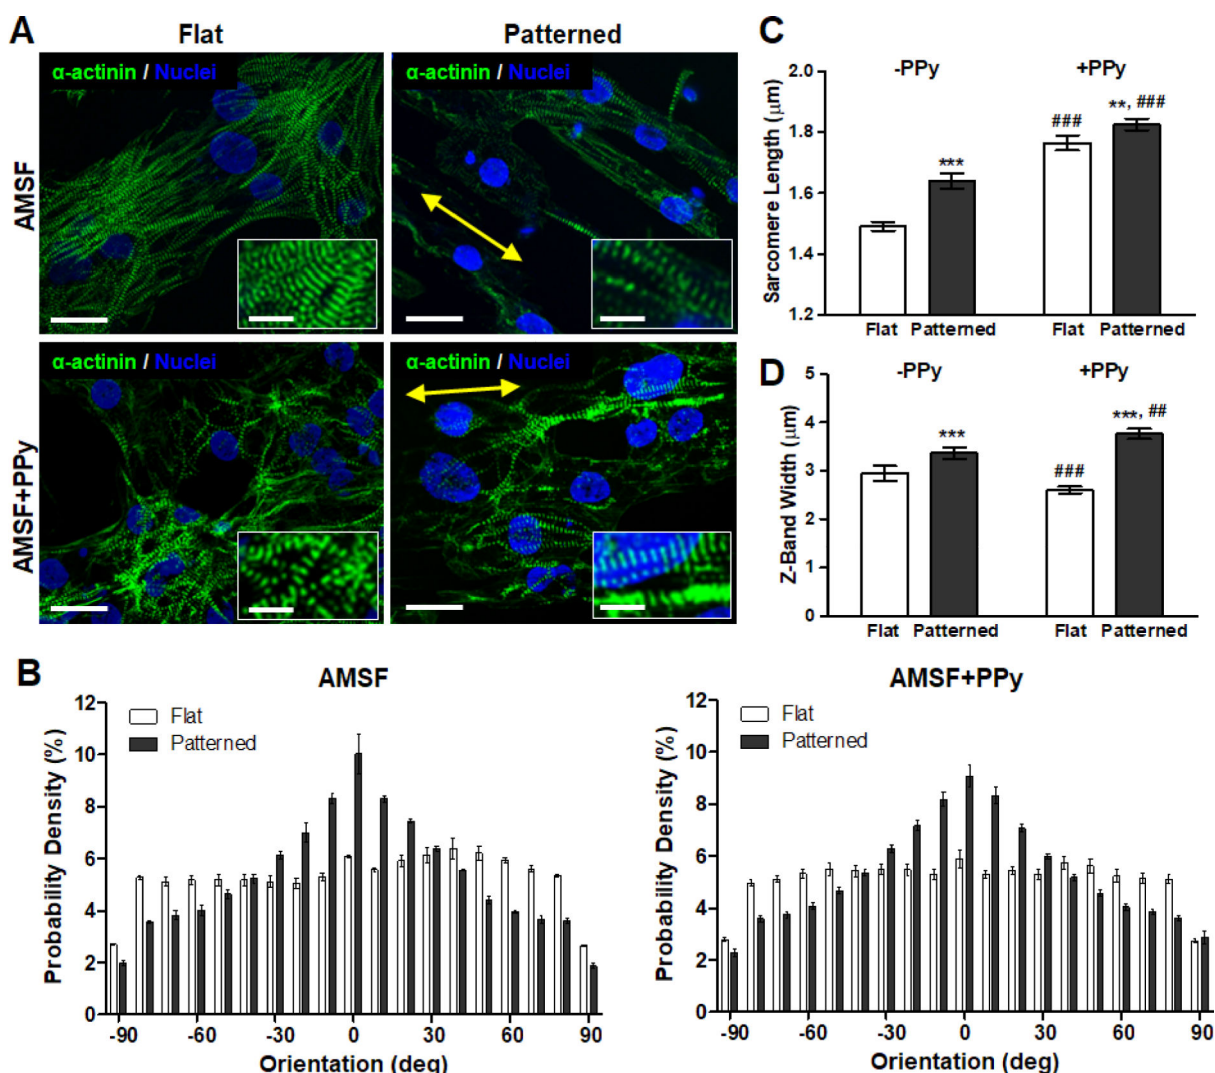 A
Flat
Patterned
AMSF
α-actinin / Nuclei
α-actinin / Nuclei
AMSF+PPy
α-actinin / Nuclei
α-actinin / Nuclei
C
-PPy
+PPy
Sarcomere Length (μm)
2.0
1.8
1.6
1.4
1.2
***
###
**, ###
Flat
Patterned
Flat
Patterned
D
-PPy
+PPy
Z-Band Width (μm)
5
4
3
2
1
0
***
###
***, ##
Flat
Patterned
Flat
Patterned
B
AMSF
Flat
Patterned
Probability Density (%)
12
10
8
6
4
2
0
-90
-60
-30
0
30
60
90
Orientation (deg)
AMSF+PPy
Flat
Patterned
Probability Density (%)
12
10
8
6
4
2
0
-90
-60
-30
0
30
60
90
Orientation (deg)